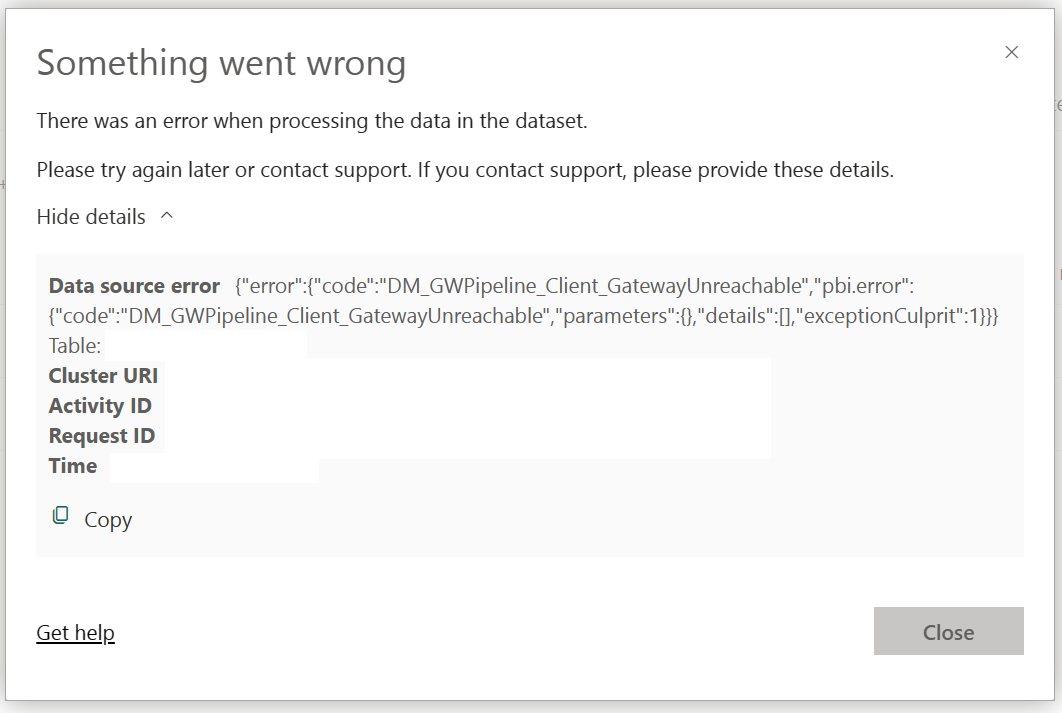 Something went wrong
There was an error when processing the data in the dataset.
Please try again later or contact support. If you contact support, please provide these details.
Hide details
Data source error {"error":{"code":"DM_GWPipeline_Client_GatewayUnreachable","pbi.error":
{"code":"DM_GWPipeline_Client_GatewayUnreachable","parameters":{},"details":[],"exceptionCulprit":1}}}
Table:
Cluster URI
Activity ID
Request ID
Time
Copy
Get help
Close